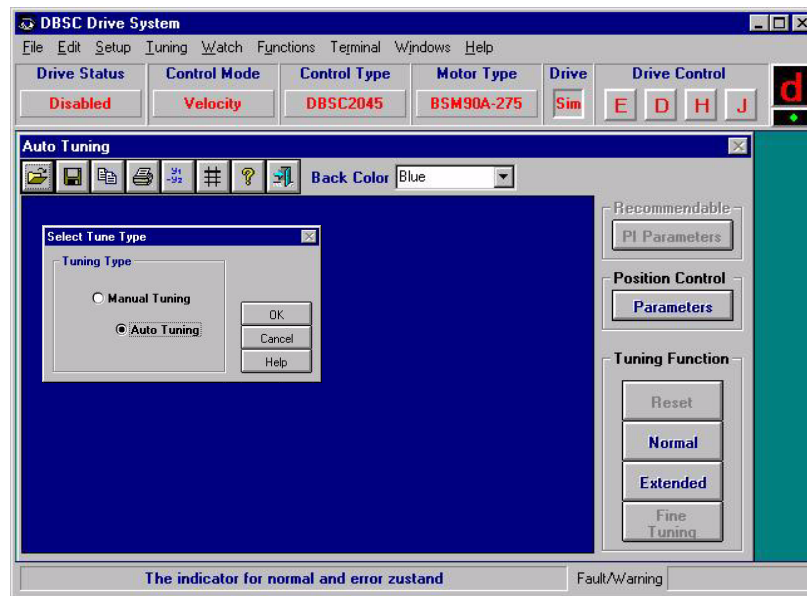 DBSC Drive System
File Edit Setup Tuning Watch Functions Terminal Windows Help
Drive Status Control Mode Control Type Motor Type Drive Drive Control
Disabled Velocity DBSC2045 BSM90A-275 Sim E D H J
d
Auto Tuning
Y1
-Y2
? Back Color Blue
Select Tune Type
Tuning Type
Manual Tuning
Auto Tuning
OK
Cancel
Help
Recommendable
PI Parameters
Position Control
Parameters
Tuning Function
Reset
Normal
Extended
Fine
Tuning
The indicator for normal and error zustand Fault/Warning